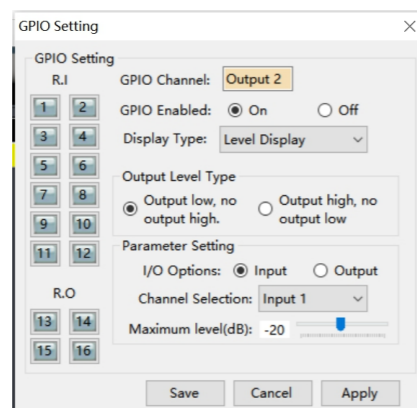 GPIO Setting
GPIO Setting
R.I
GPIO Channel: Output 2
1 2
GPIO Enabled: On Off
3 4
Display Type: Level Display
5 6
Output Level Type
7 8
Output low, no output high.
Output high, no output low
9 10
Parameter Setting
11 12
I/O Options: Input Output
R.O
Channel Selection: Input 1
13 14
Maximum level(dB): -20
15 16
Save Cancel Apply